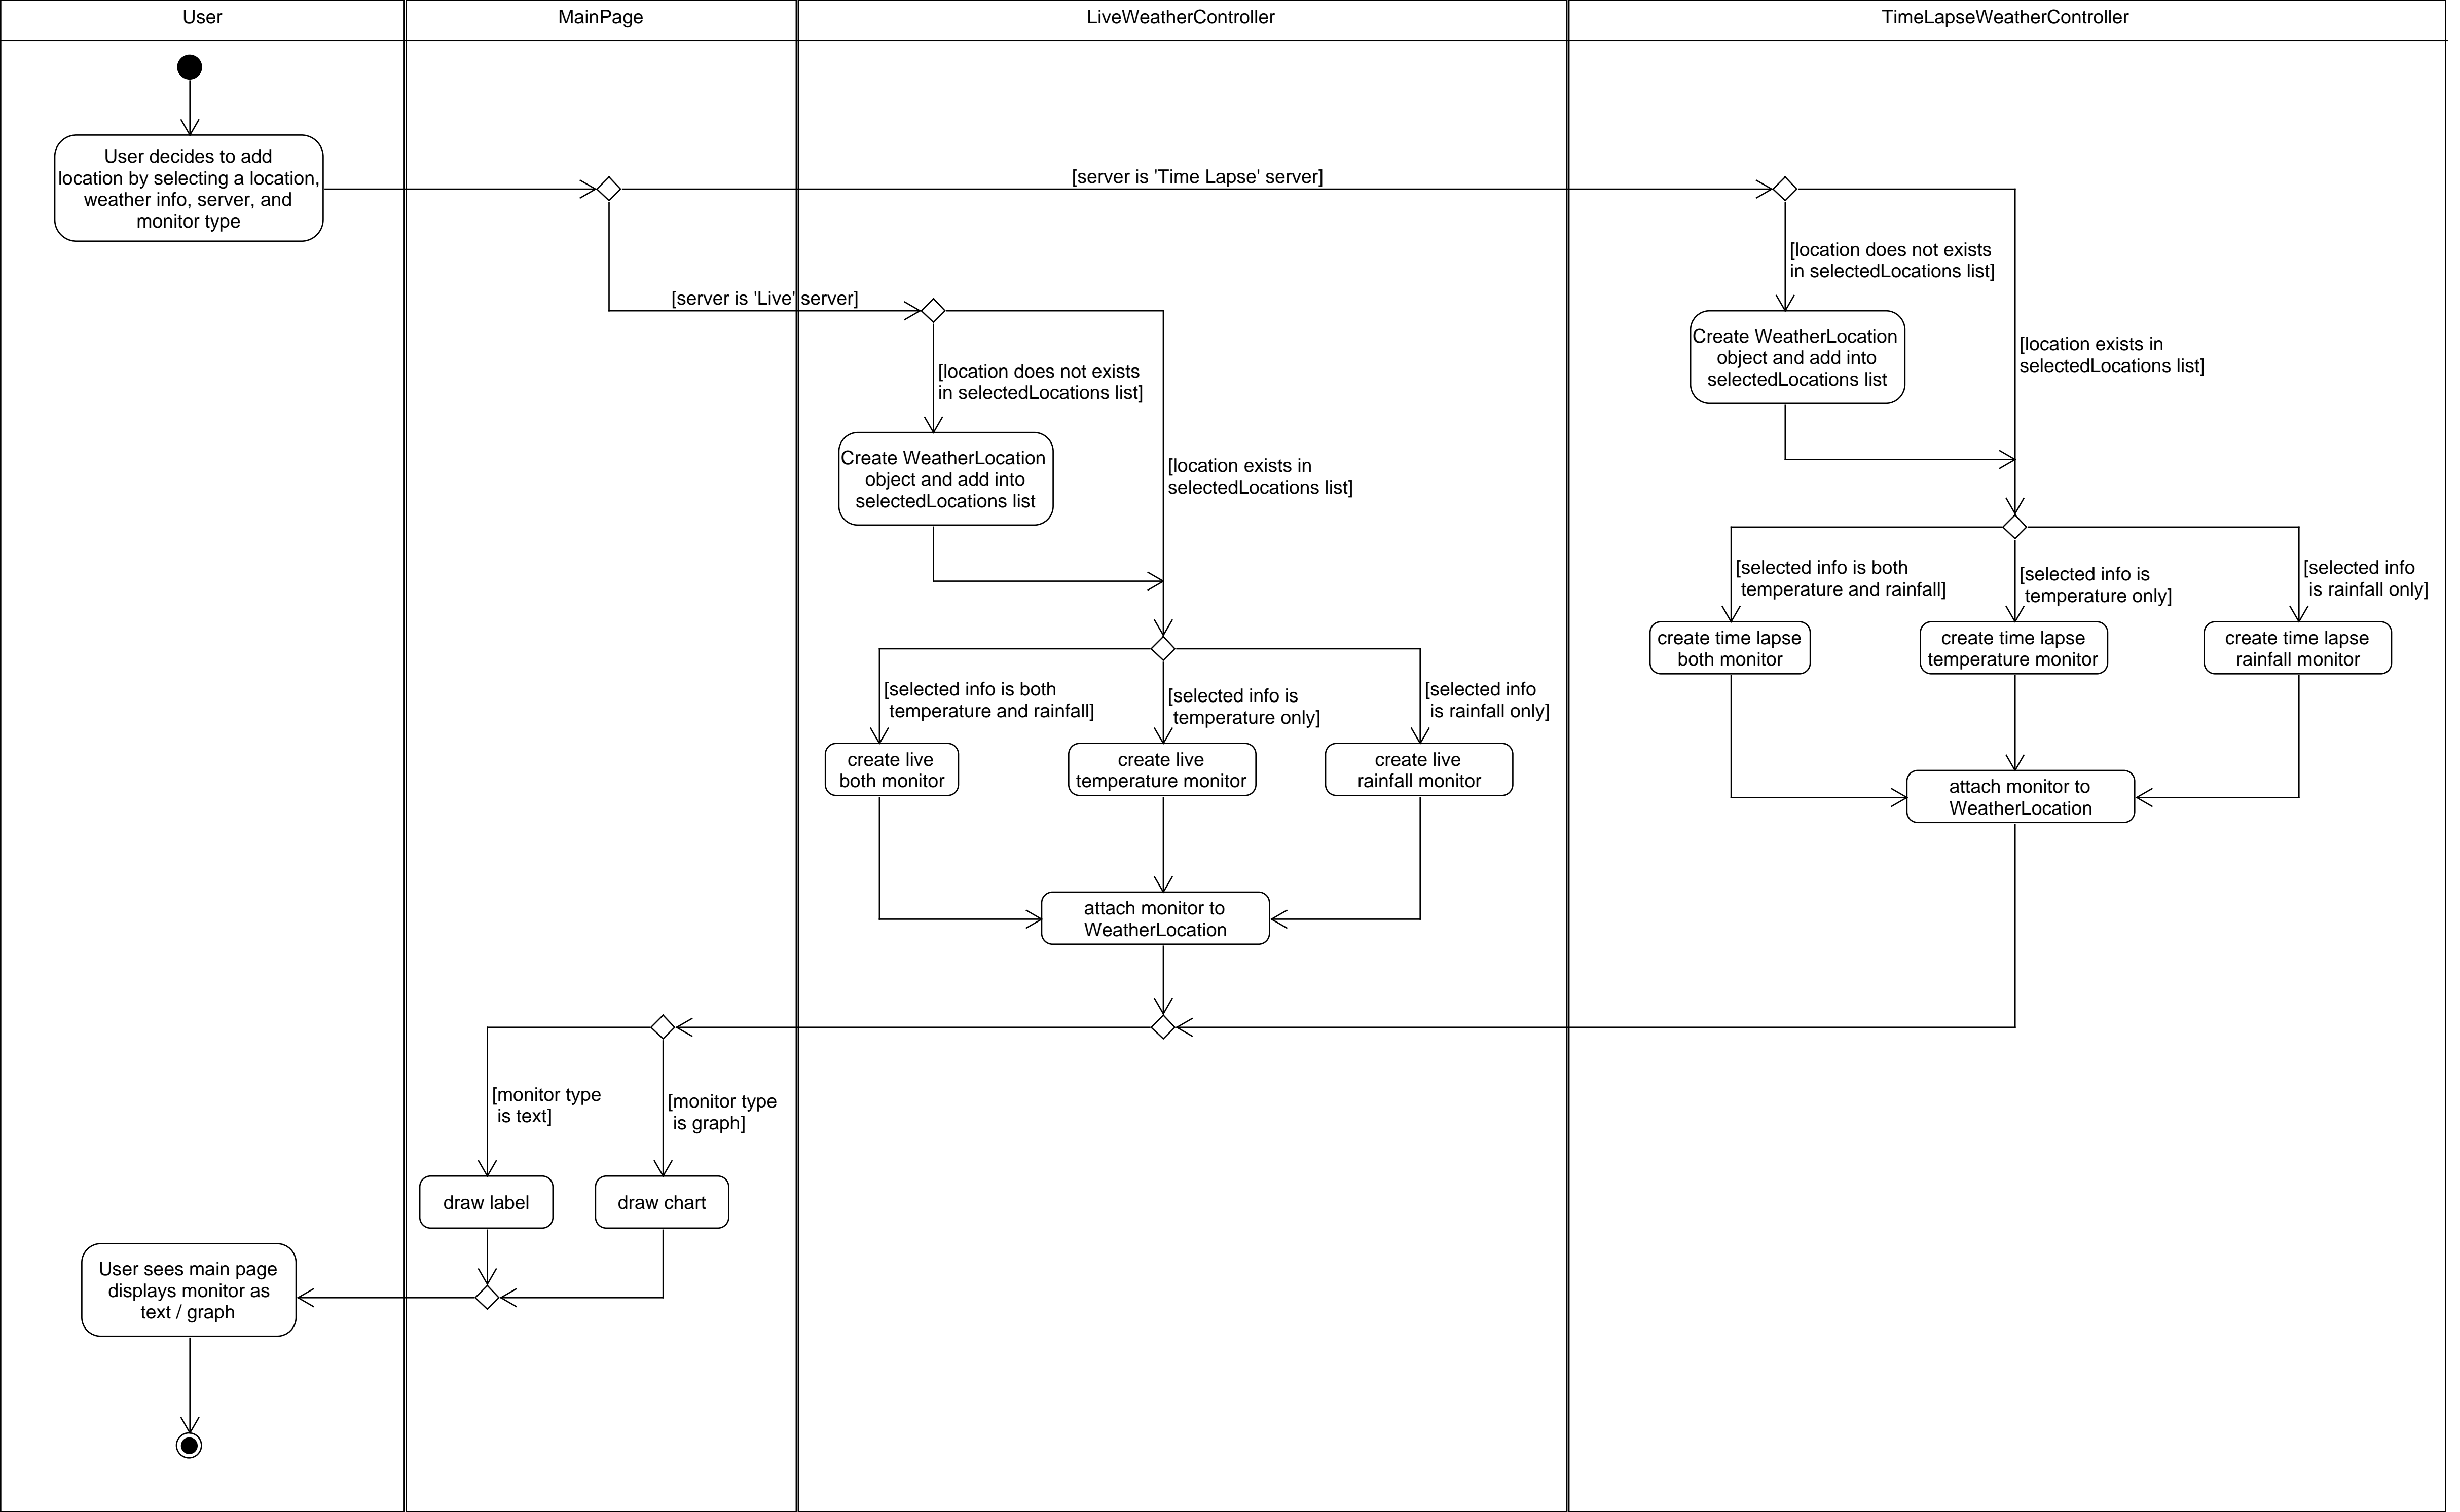 User
MainPage
LiveWeatherController
TimeLapseWeatherController
User decides to add
location by selecting a location,
weather info, server, and
monitor type
[server is 'Time Lapse' server]
[server is 'Live' server]
[location does not exists
in selectedLocations list]
Create WeatherLocation
object and add into
selectedLocations list
[location exists in
selectedLocations list]
[location does not exists
in selectedLocations list]
Create WeatherLocation
object and add into
selectedLocations list
[location exists in
selectedLocations list]
[selected info is both
temperature and rainfall]
[selected info is
temperature only]
[selected info
is rainfall only]
create time lapse
both monitor
create time lapse
temperature monitor
create time lapse
rainfall monitor
attach monitor to
WeatherLocation
[selected info is both
temperature and rainfall]
[selected info is
temperature only]
[selected info
is rainfall only]
create live
both monitor
create live
temperature monitor
create live
rainfall monitor
attach monitor to
WeatherLocation
[monitor type
is text]
[monitor type
is graph]
draw label
draw chart
User sees main page
displays monitor as
text / graph